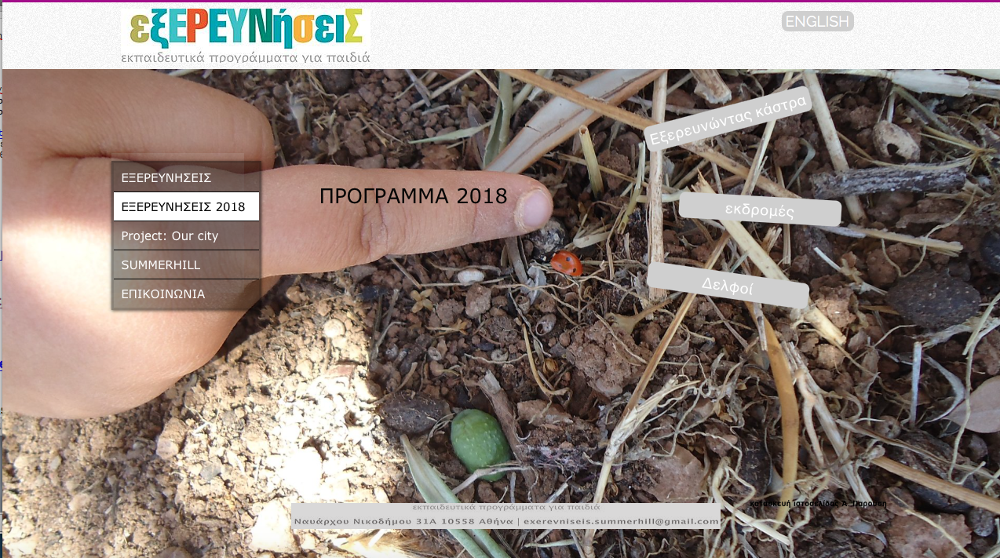 εξΕΡΕΥΝήσειΣ
εκπαιδευτικά προγράμματα για παιδιά
ENGLISH
Εξερευνώντας κάστρα
ΕΞΕΡΕΥΝΗΣΕΙΣ
ΕΞΕΡΕΥΝΗΣΕΙΣ 2018
Project: Our city
SUMMERHILL
ΕΠΙΚΟΙΝΩΝΙΑ
ΠΡΟΓΡΑΜΜΑ 2018
εκδρομές
Δελφοί
εκπαιδευτικά προγράμματα για παιδιά
Ναυάρχου Νικοδήμου 31Α 10558 Αθήνα | exerevniseis.summerhill@gmail.com
κατασκευή ιστοσελίδας Α_Παρούση